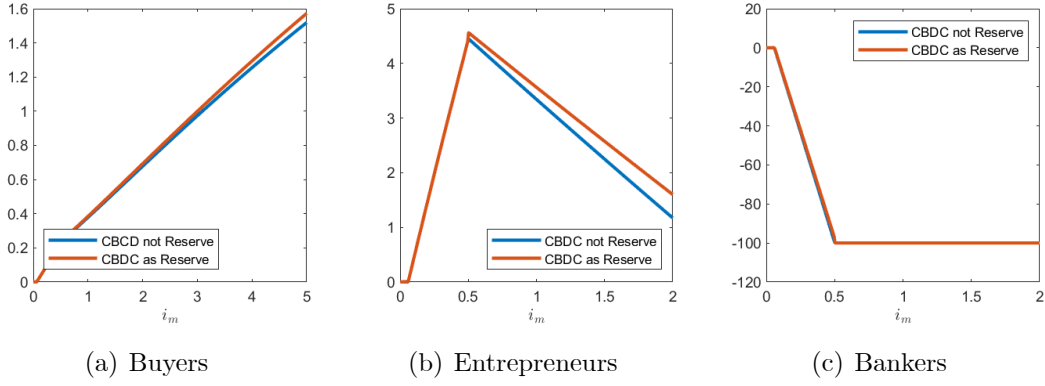 1.6
1.4
1.2
1
0.8
0.6
0.4
0.2
0
0 1 2 3 4 5
i_m
CBCD not Reserve
CBDC as Reserve
(a) Buyers
6
5
4
3
2
1
0
0 0.5 1 1.5 2
i_m
CBDC not Reserve
CBDC as Reserve
(b) Entrepreneurs
20
0
-20
-40
-60
-80
-100
-120
0 0.5 1 1.5 2
i_m
CBDC not Reserve
CBDC as Reserve
(c) Bankers